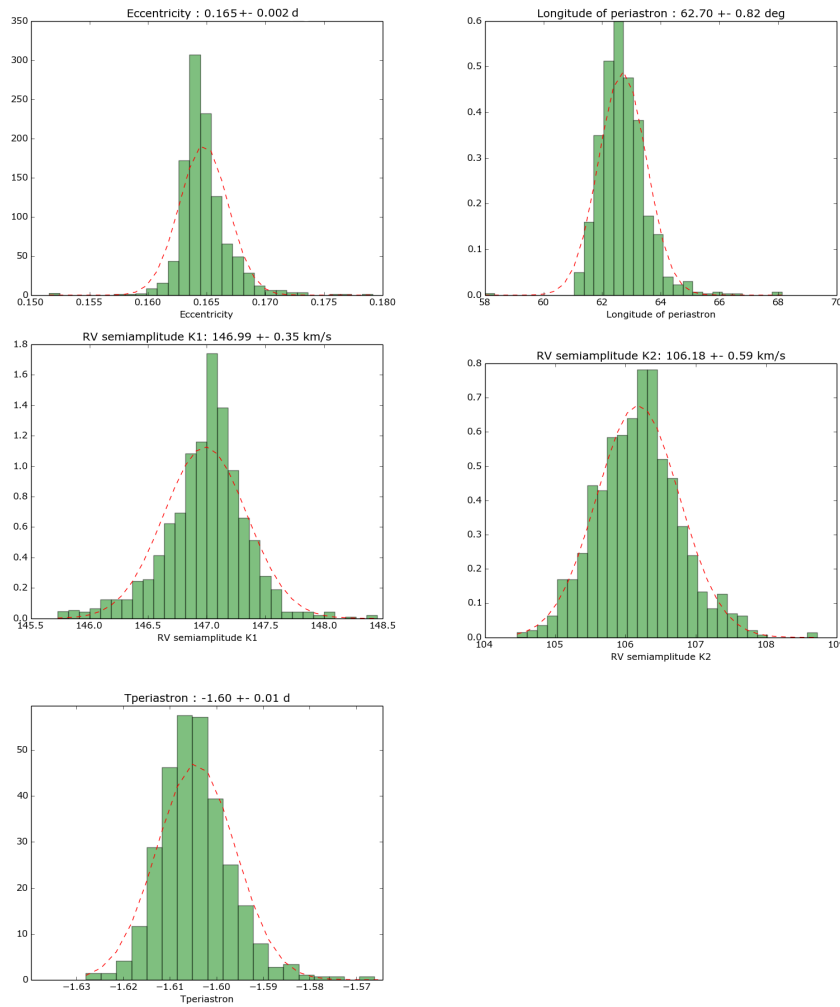 Eccentricity : 0.165+- 0.002 d
350
300
250
200
150
100
50
0
0.150 0.155 0.160 0.165 0.170 0.175 0.180
Eccentricity
Longitude of periastron : 62.70 +- 0.82 deg
0.6
0.5
0.4
0.3
0.2
0.1
0.0
58 60 62 64 66 68 70
Longitude of periastron
RV semiamplitude K1: 146.99 +- 0.35 km/s
1.8
1.6
1.4
1.2
1.0
0.8
0.6
0.4
0.2
0.0
145.5 146.0 146.5 147.0 147.5 148.0 148.5
RV semiamplitude K1
RV semiamplitude K2: 106.18 +- 0.59 km/s
0.8
0.7
0.6
0.5
0.4
0.3
0.2
0.1
0.0
104 105 106 107 108
RV semiamplitude K2
Tperiastron : -1.60 +- 0.01 d
50
40
30
20
10
0
−1.63 −1.62 −1.61 −1.60 −1.59 −1.58 −1.57
Tperiastron